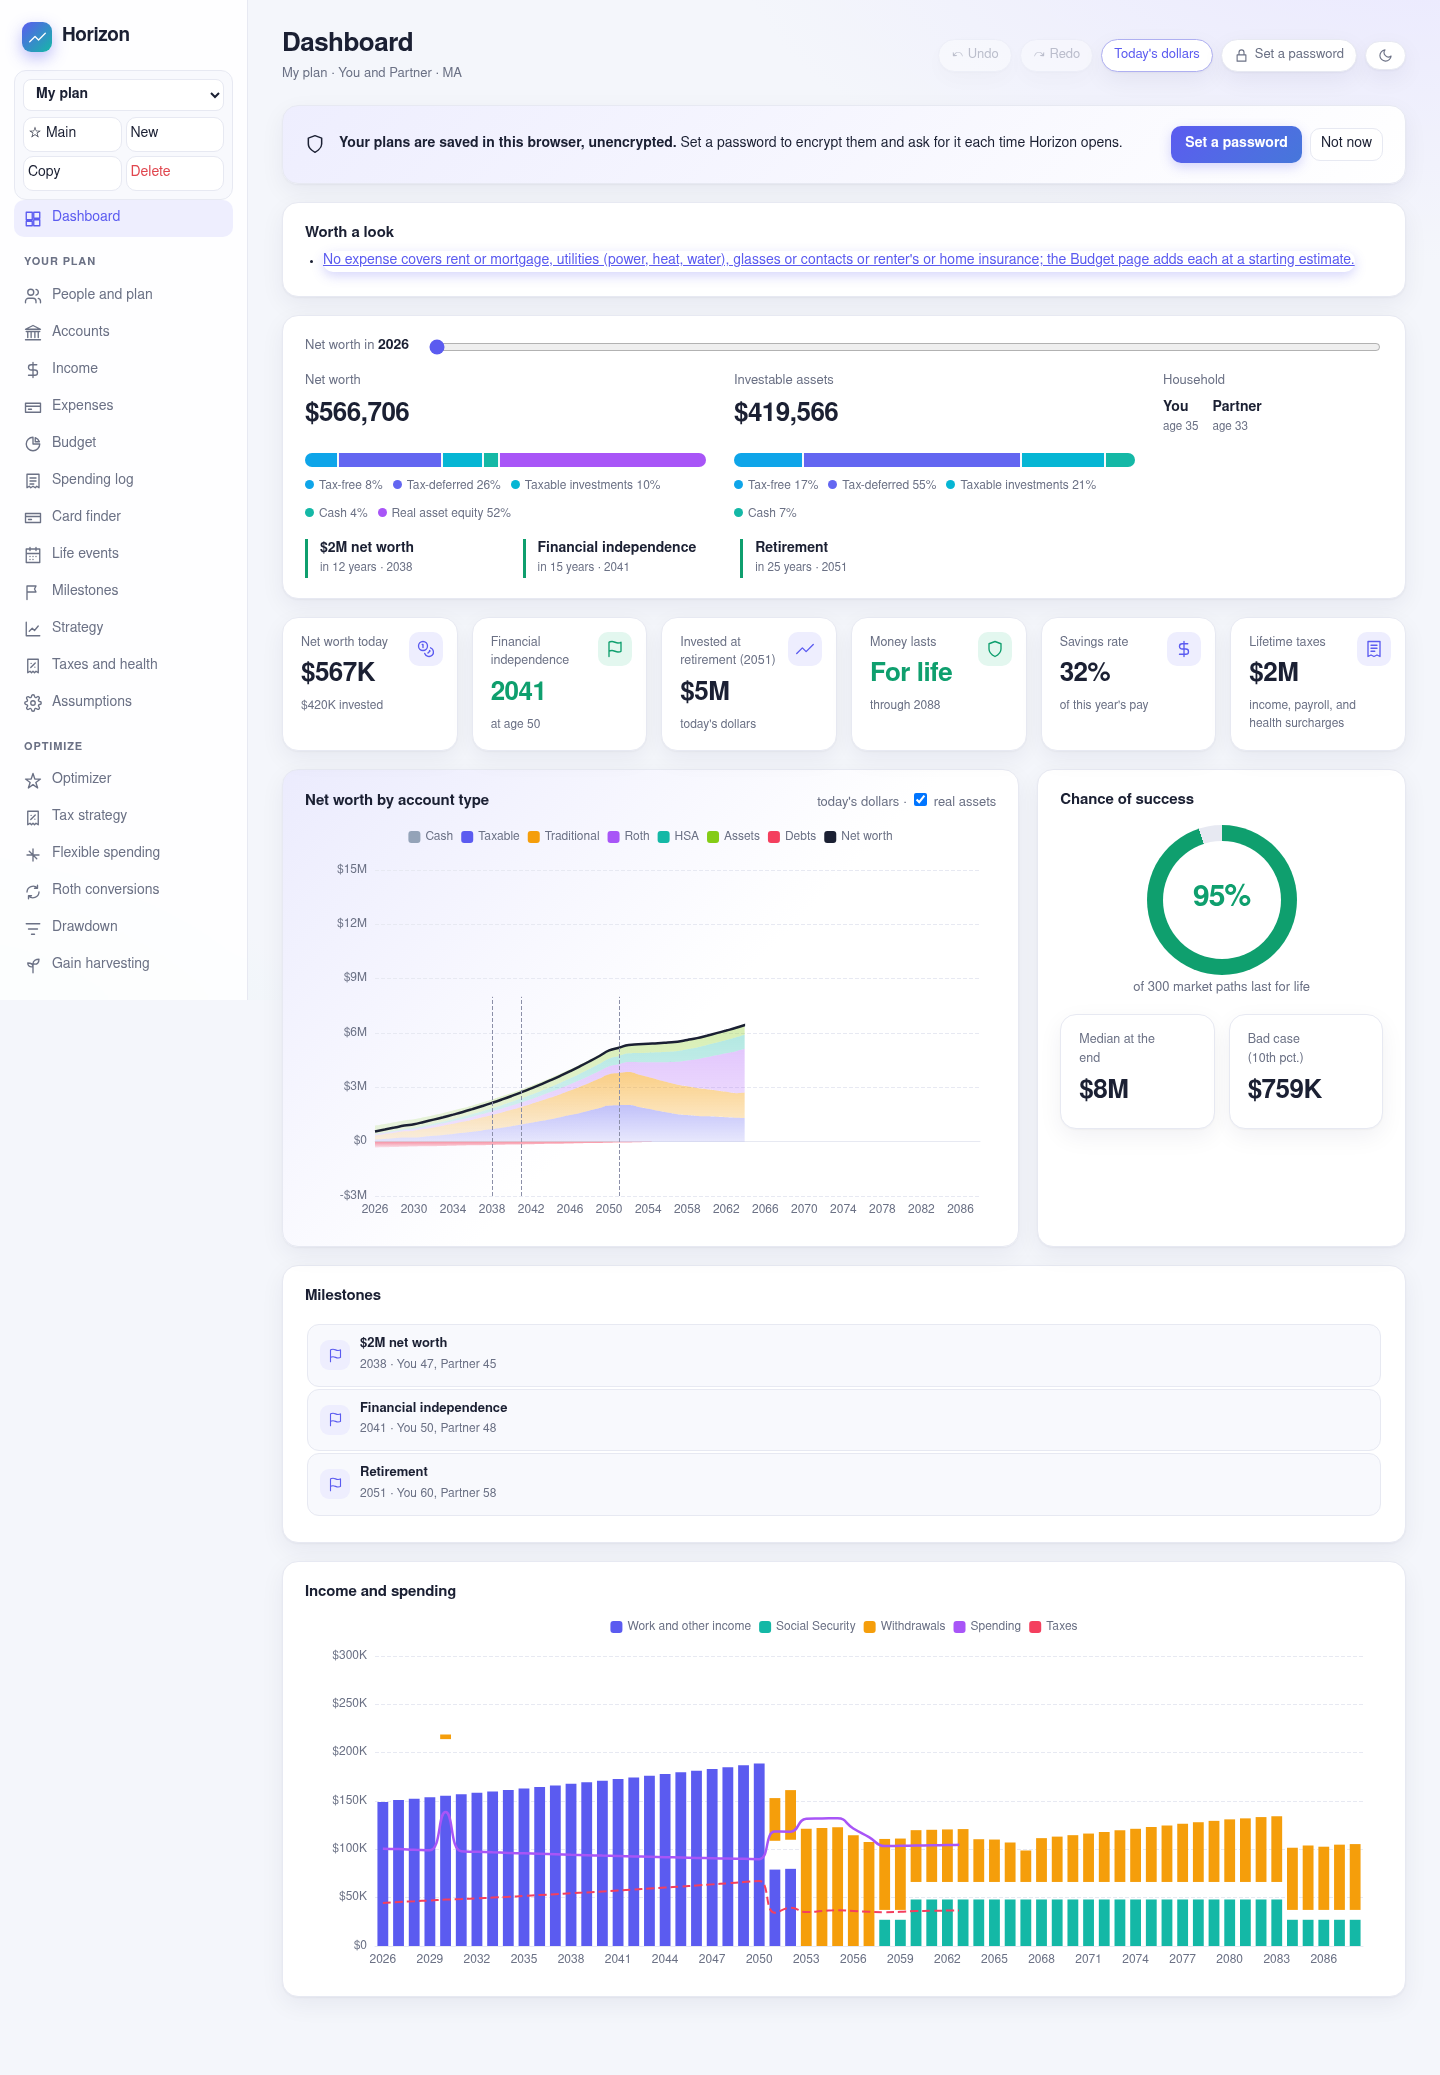 Horizon
My plan
☆ Main
New
Copy
Delete
Dashboard
YOUR PLAN
People and plan
Accounts
Income
Expenses
Budget
Spending log
Card finder
Life events
Milestones
Strategy
Taxes and health
Assumptions
OPTIMIZE
Optimizer
Tax strategy
Flexible spending
Roth conversions
Drawdown
Gain harvesting
Dashboard
My plan · You and Partner · MA
Undo
Redo
Today's dollars
Set a password
Your plans are saved in this browser, unencrypted. Set a password to encrypt them and ask for it each time Horizon opens.
Set a password
Not now
Worth a look
• No expense covers rent or mortgage, utilities (power, heat, water), glasses or contacts or renter's or home insurance; the Budget page adds each at a starting estimate.
Net worth in 2026
Net worth
$566,706
Tax-free 8% Tax-deferred 26% Taxable investments 10%
Cash 4% Real asset equity 52%
Investable assets
$419,566
Tax-free 17% Tax-deferred 55% Taxable investments 21%
Cash 7%
Household
You Partner
age 35 age 33
$2M net worth
in 12 years · 2038
Financial independence
in 15 years · 2041
Retirement
in 25 years · 2051
Net worth today
$567K
$420K invested
Financial
independence
2041
at age 50
Invested at
retirement (2051)
$5M
today's dollars
Money lasts
For life
through 2088
Savings rate
32%
of this year's pay
Lifetime taxes
$2M
income, payroll, and
health surcharges
Net worth by account type
today's dollars · real assets
Cash Taxable Traditional Roth HSA Assets Debts Net worth
$15M
$12M
$9M
$6M
$3M
$0
-$3M
2026 2030 2034 2038 2042 2046 2050 2054 2058 2062 2066 2070 2074 2078 2082 2086
Chance of success
95%
of 300 market paths last for life
Median at the
end
$8M
Bad case
(10th pct.)
$759K
Milestones
$2M net worth
2038 · You 47, Partner 45
Financial independence
2041 · You 50, Partner 48
Retirement
2051 · You 60, Partner 58
Income and spending
Work and other income Social Security Withdrawals Spending Taxes
$300K
$250K
$200K
$150K
$100K
$50K
$0
2026 2029 2032 2035 2038 2041 2044 2047 2050 2053 2056 2059 2062 2065 2068 2071 2074 2077 2080 2083 2086